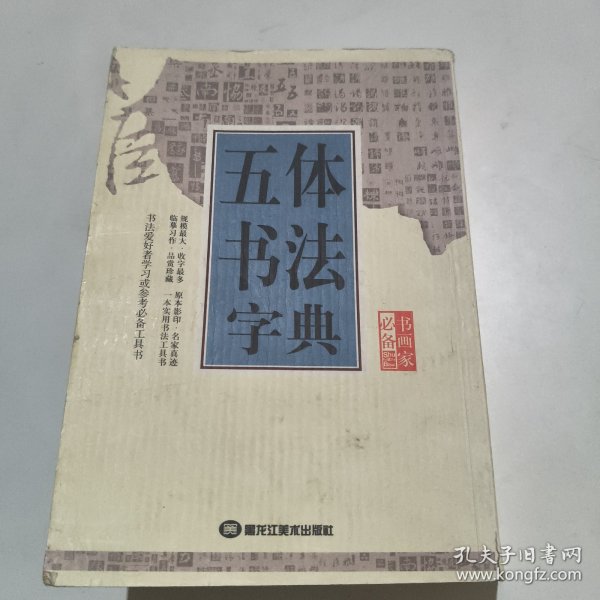 五体
书法
字典
书画家
必备
规模最大·收字最多 原本影印·名家真迹
临摹习作·品赏珍藏 一本实用书法工具书
书法爱好者学习或参考必备工具书
黑龙江美术出版社
孔夫子旧书网
www.kongfz.com